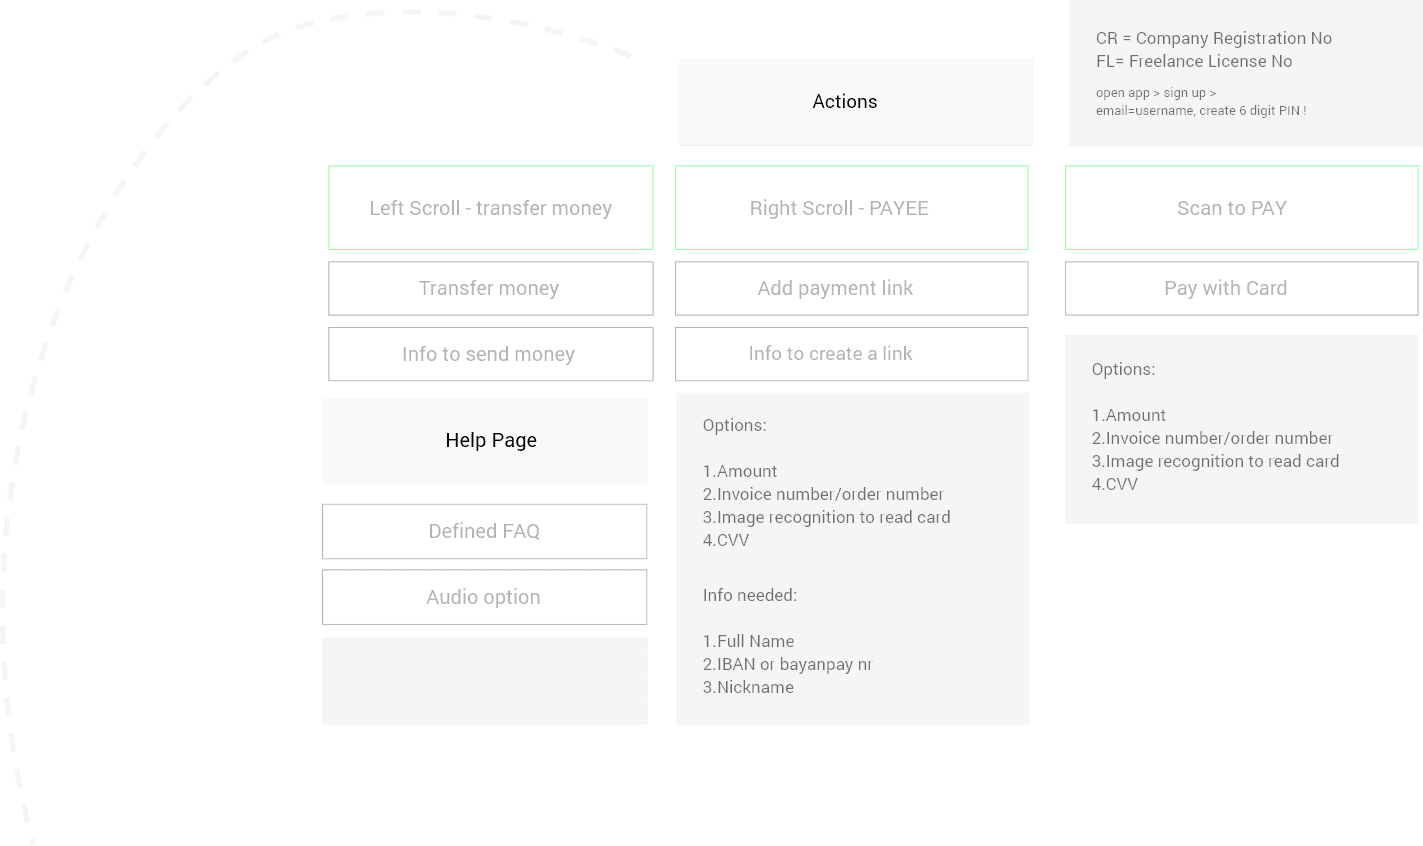 CR = Company Registration No
FL= Freelance License No
open app > sign up >
email=username, create 6 digit PIN !
Actions
Left Scroll - transfer money
Transfer money
Info to send money
Right Scroll - PAYEE
Add payment link
Info to create a link
Scan to PAY
Pay with Card
Options:
1.Amount
2.Invoice number/order number
3.Image recognition to read card
4.CVV
Help Page
Defined FAQ
Audio option
Options:
1.Amount
2.Invoice number/order number
3.Image recognition to read card
4.CVV
Info needed:
1.Full Name
2.IBAN or bayanpay nr
3.Nickname